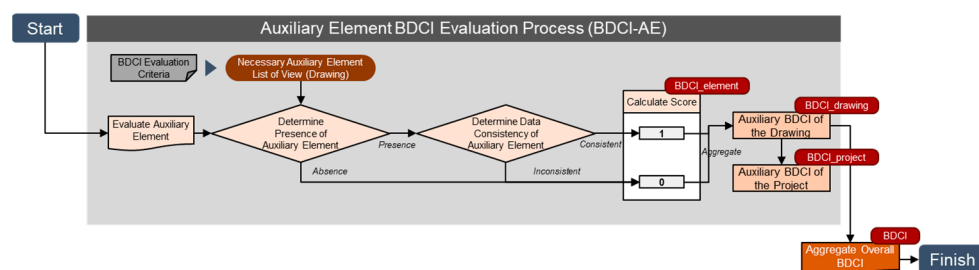 Start
Auxiliary Element BDCI Evaluation Process (BDCI-AE)
BDCI Evaluation
Criteria
Necessary Auxiliary Element
List of View (Drawing)
BDCI_element
Calculate Score
BDCI_drawing
Evaluate Auxiliary
Element
Determine
Presence of
Auxiliary Element
Presence
Determine Data
Consistency of
Auxiliary Element
Consistent
1
Aggregate
Auxiliary BDCI of
the Drawing
BDCI_project
Absence
Inconsistent
0
Auxiliary BDCI of
the Project
BDCI
Aggregate Overall
BDCI
Finish